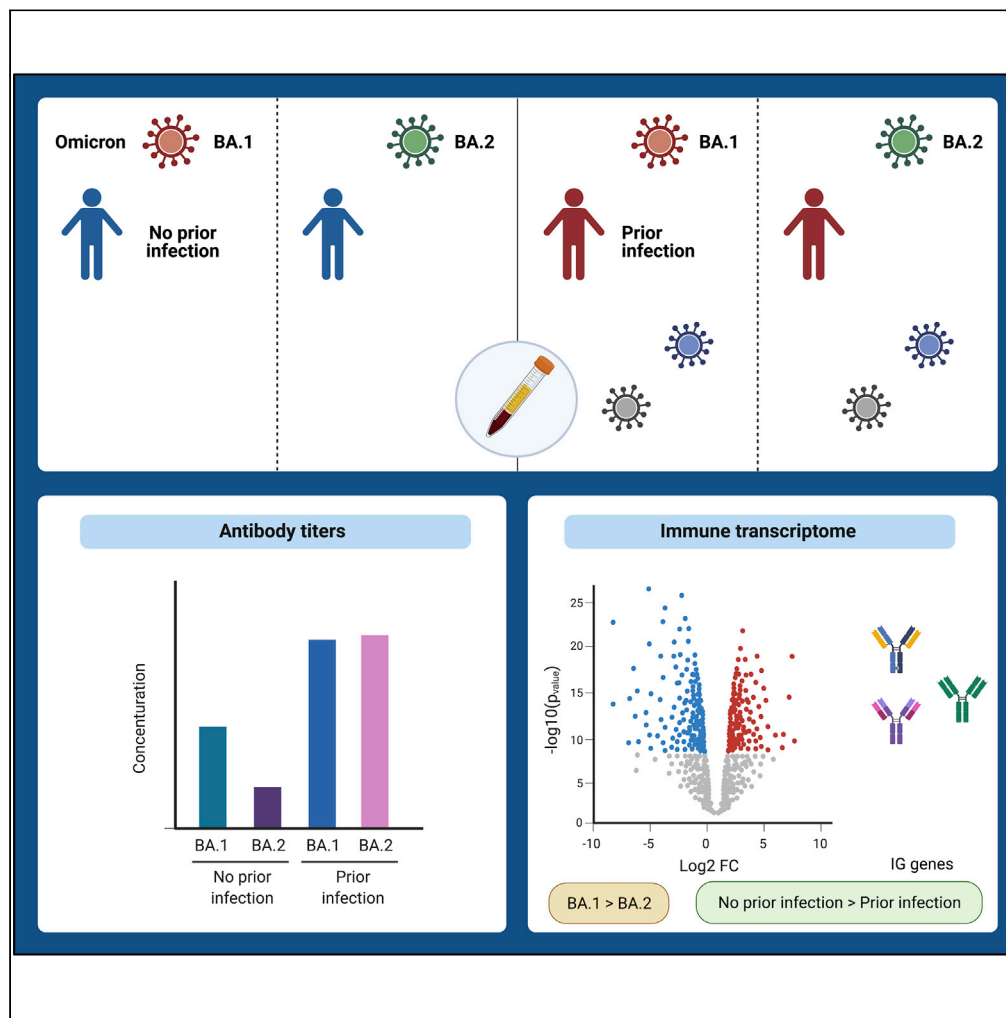 Omicron
BA.1
BA.2
BA.1
BA.2
No prior
infection
Prior
infection
Antibody titers
Concenturation
BA.1
BA.2
BA.1
BA.2
No prior
infection
Prior
infection
Immune transcriptome
-log10(pvalue)
25
20
15
10
5
0
-10
-5
0
5
10
Log2 FC
IG genes
BA.1 > BA.2
No prior infection > Prior infection